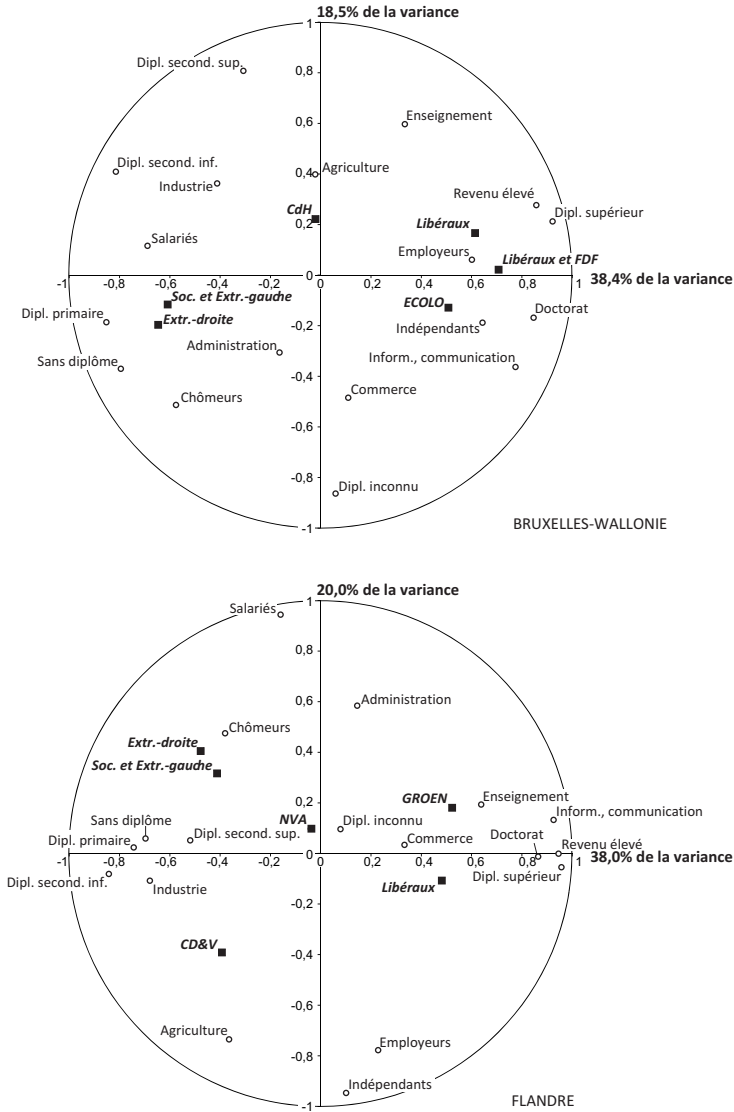 18,5% de la variance
1
Dipl. second. sup.
0,8
0,6
Enseignement
Dipl. second. inf.
0,4
Agriculture
Industrie
Revenu élevé
CdH
0,2
Libéraux
Dipl. supérieur
Salariés
Employeurs
Libéraux et FDF
-1
-0,8
-0,6
-0,4
-0,2
0
0
0,2
0,4
0,6
0,8
1
38,4% de la variance
Soc. et Extr.-gauche
ECOLO
Dipl. primaire
Extr.-droite
-0,2
Indépendants
Doctorat
Administration
Sans diplôme
Inform., communication
-0,4
Chômeurs
Commerce
-0,6
-0,8
Dipl. inconnu
-1
BRUXELLES-WALLONIE
20,0% de la variance
1
Salariés
0,8
0,6
Administration
Chômeurs
Extr.-droite
0,4
Soc. et Extr.-gauche
GROEN
Enseignement
0,2
Inform., communication
Sans diplôme
NVA
Dipl. inconnu
Dipl. primaire
Dipl. second. sup.
Commerce
Doctorat
Revenu élevé
-1
-0,8
-0,6
-0,4
-0,2
0
0
0,2
0,4
0,6
0,8
1
38,0% de la variance
Dipl. second. inf.
Industrie
Libéraux
Dipl. supérieur
-0,2
CD&V
-0,4
-0,6
Agriculture
Employeurs
-0,8
Indépendants
-1
FLANDRE